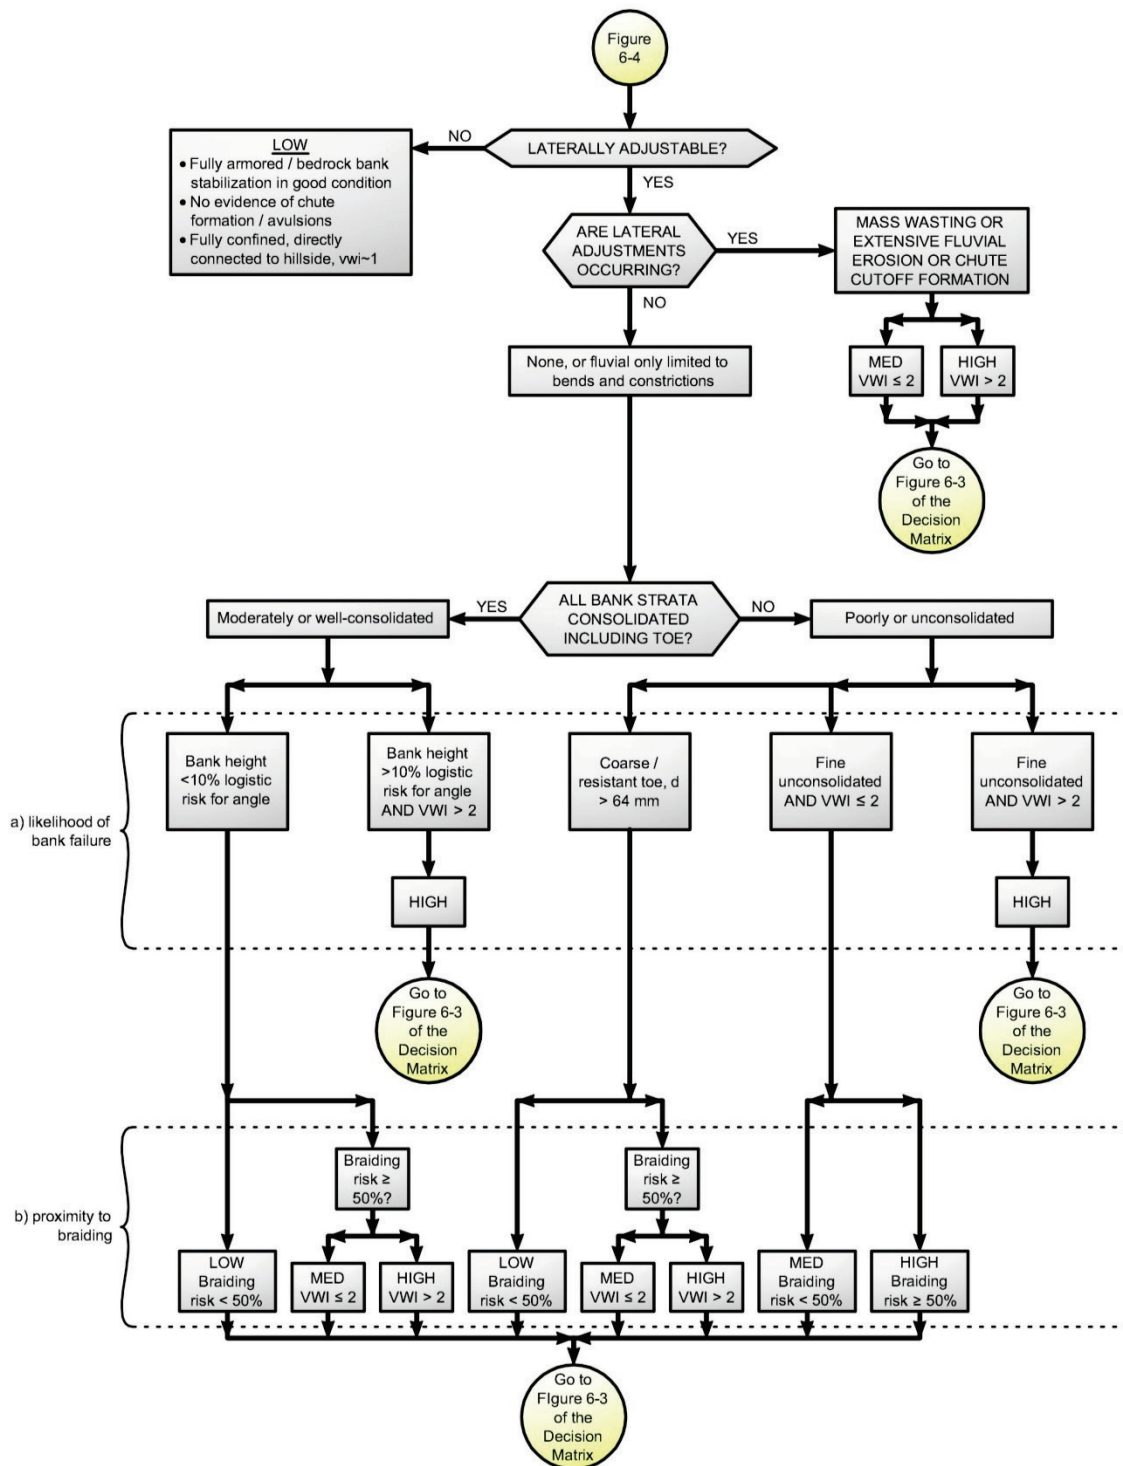 Figure
6-4
LATERALLY ADJUSTABLE?
NO
YES
LOW
• Fully armored / bedrock bank
stabilization in good condition
• No evidence of chute
formation / avulsions
• Fully confined, directly
connected to hillside, vwi~1
ARE LATERAL
ADJUSTMENTS
OCCURRING?
YES
NO
MASS WASTING OR
EXTENSIVE FLUVIAL
EROSION OR CHUTE
CUTOFF FORMATION
MED
VWI ≤ 2
HIGH
VWI > 2
Go to
Figure 6-3
of the
Decision
Matrix
None, or fluvial only limited to
bends and constrictions
ALL BANK STRATA
CONSOLIDATED
INCLUDING TOE?
YES
NO
Moderately or well-consolidated
Poorly or unconsolidated
a) likelihood of
bank failure
Bank height
<10% logistic
risk for angle
Bank height
>10% logistic
risk for angle
AND VWI > 2
Coarse /
resistant toe, d
> 64 mm
Fine
unconsolidated
AND VWI ≤ 2
Fine
unconsolidated
AND VWI > 2
HIGH
HIGH
Go to
Figure 6-3
of the
Decision
Matrix
Go to
Figure 6-3
of the
Decision
Matrix
b) proximity to
braiding
Braiding
risk ≥
50%?
Braiding
risk ≥
50%?
LOW
Braiding
risk < 50%
MED
VWI ≤ 2
HIGH
VWI > 2
LOW
Braiding
risk < 50%
MED
VWI ≤ 2
HIGH
VWI > 2
MED
Braiding
risk < 50%
HIGH
Braiding
risk ≥ 50%
Go to
FIgure 6-3
of the
Decision
Matrix